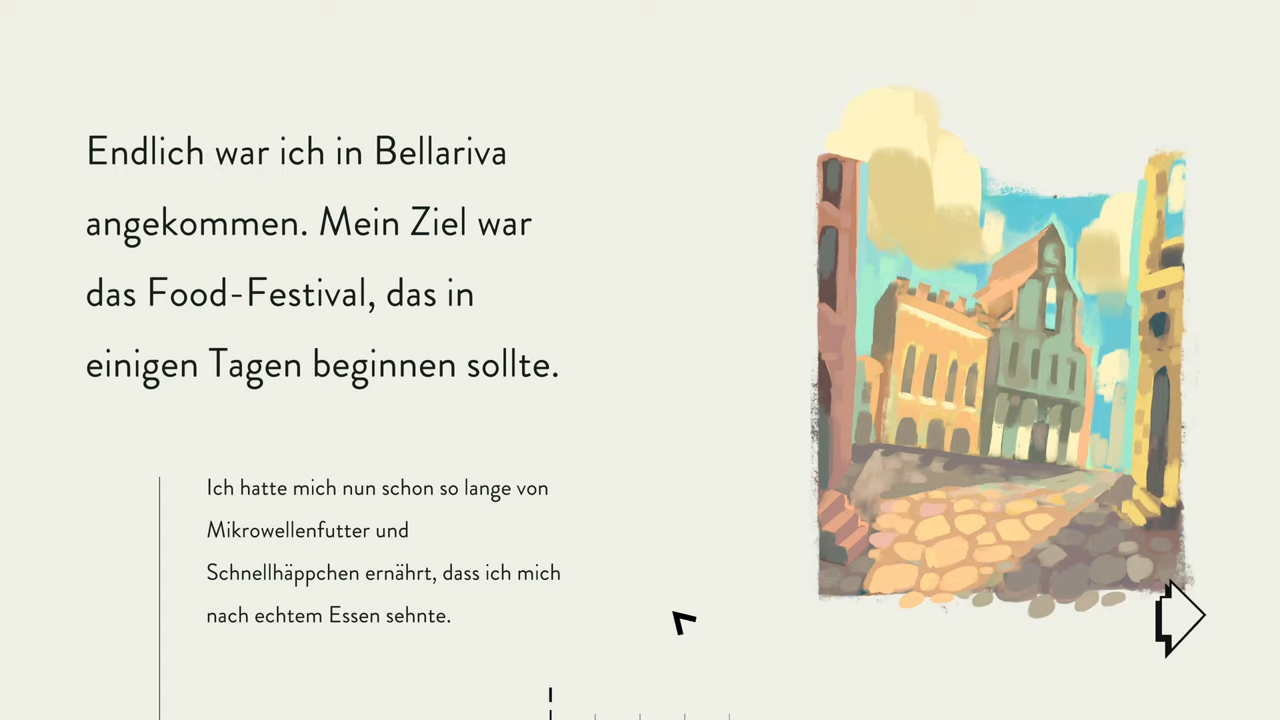 Endlich war ich in Bellariva
angekommen. Mein Ziel war
das Food-Festival, das in
einigen Tagen beginnen sollte.
Ich hatte mich nun schon so lange von
Mikrowellenfutter und
Schnellhäppchen ernährt, dass ich mich
nach echtem Essen sehnte.